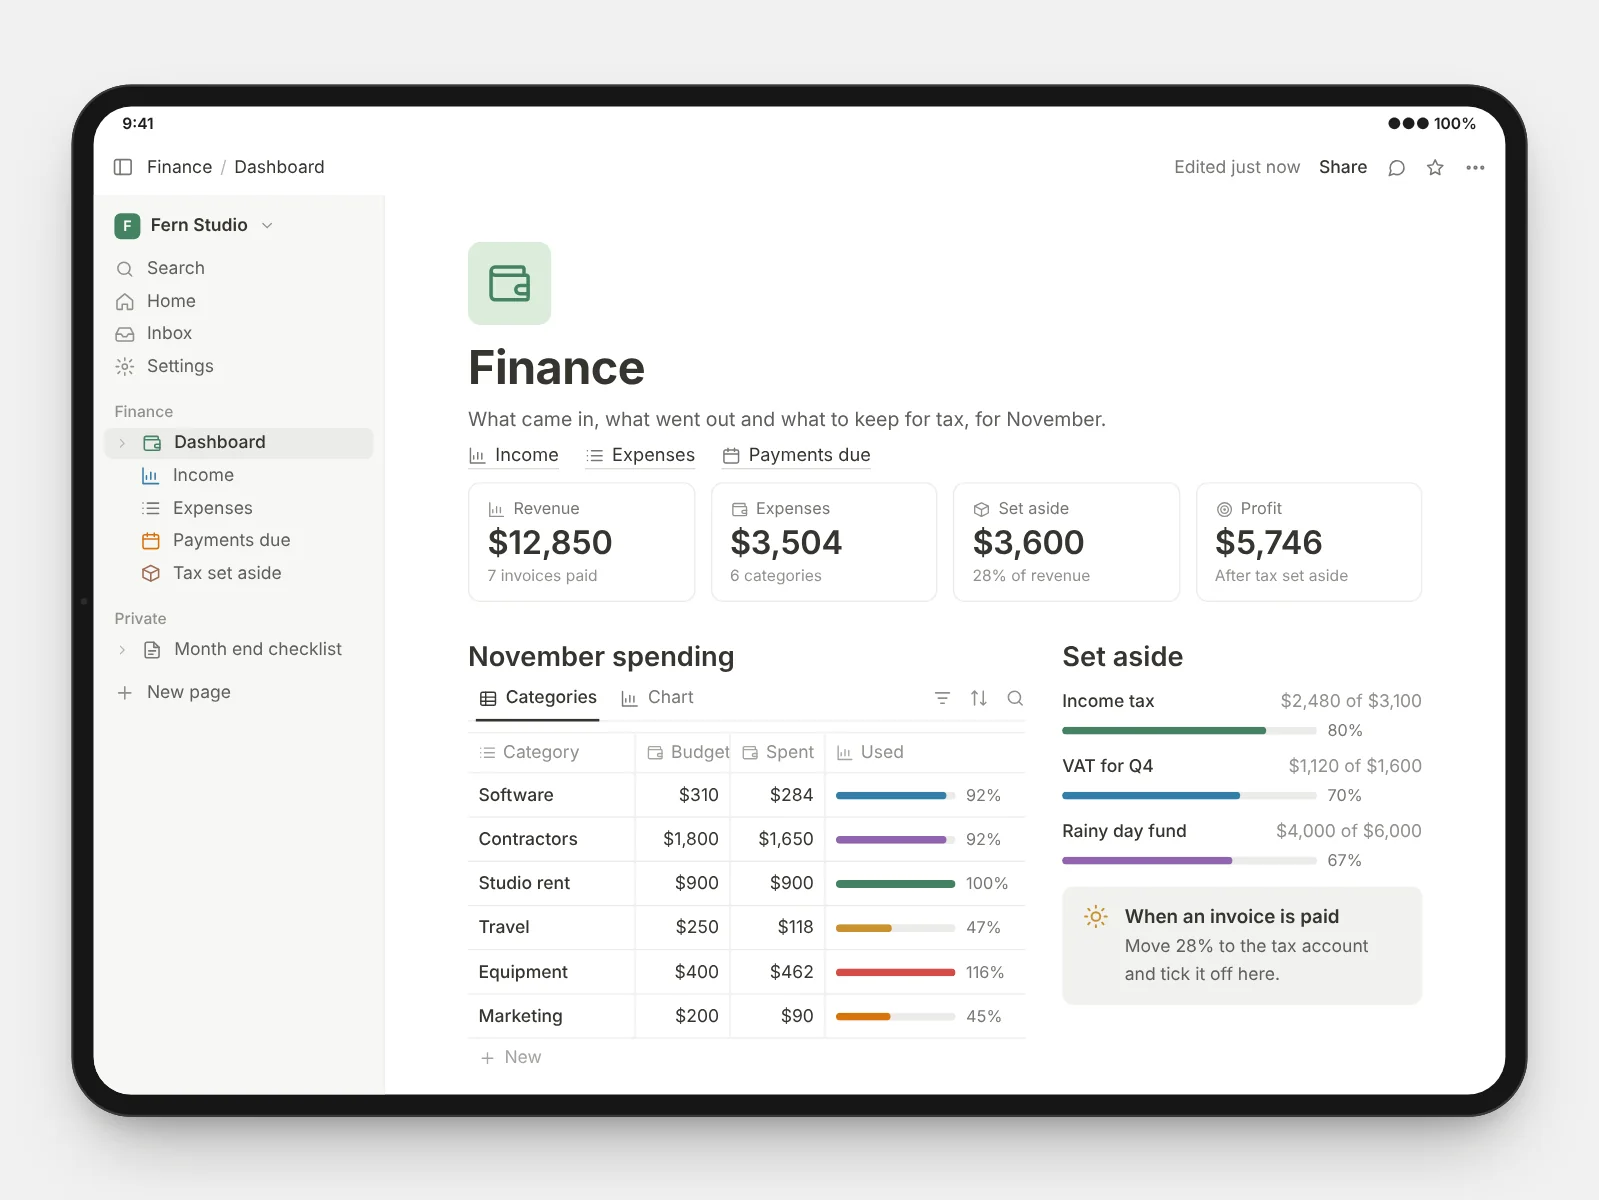 9:41
100%
Finance / Dashboard
Edited just now Share
F Fern Studio
Search
Home
Inbox
Settings
Finance
Dashboard
Income
Expenses
Payments due
Tax set aside
Private
Month end checklist
New page
Finance
What came in, what went out and what to keep for tax, for November.
Income Expenses Payments due
Revenue
$12,850
7 invoices paid
Expenses
$3,504
6 categories
Set aside
$3,600
28% of revenue
Profit
$5,746
After tax set aside
November spending
Categories Chart
Category Budget Spent Used
Software $310 $284 92%
Contractors $1,800 $1,650 92%
Studio rent $900 $900 100%
Travel $250 $118 47%
Equipment $400 $462 116%
Marketing $200 $90 45%
New
Set aside
Income tax $2,480 of $3,100
80%
VAT for Q4 $1,120 of $1,600
70%
Rainy day fund $4,000 of $6,000
67%
When an invoice is paid
Move 28% to the tax account
and tick it off here.